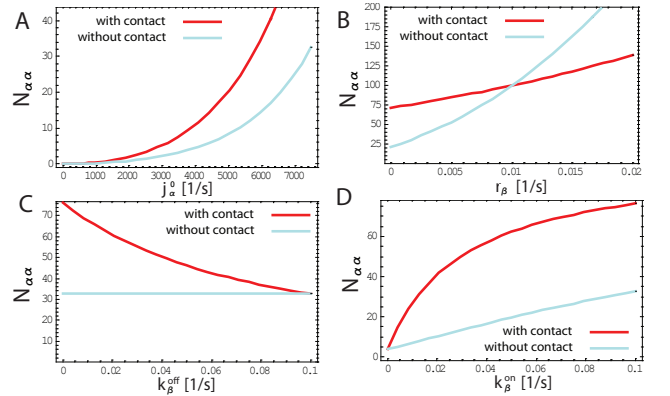 A
with contact
without contact
N α α
40
30
20
10
0
0 1000 2000 3000 4000 5000 6000 7000
j α 0 [1/s]
B
with contact
without contact
N α α
200
175
150
125
100
75
50
25
0 0.005 0.01 0.015 0.02
r β [1/s]
C
with contact
without contact
N α α
70
60
50
40
30
20
10
0 0.02 0.04 0.06 0.08 0.1
k β off [1/s]
D
N α α
60
40
20
0
with contact
without contact
0 0.02 0.04 0.06 0.08 0.1
k β on [1/s]